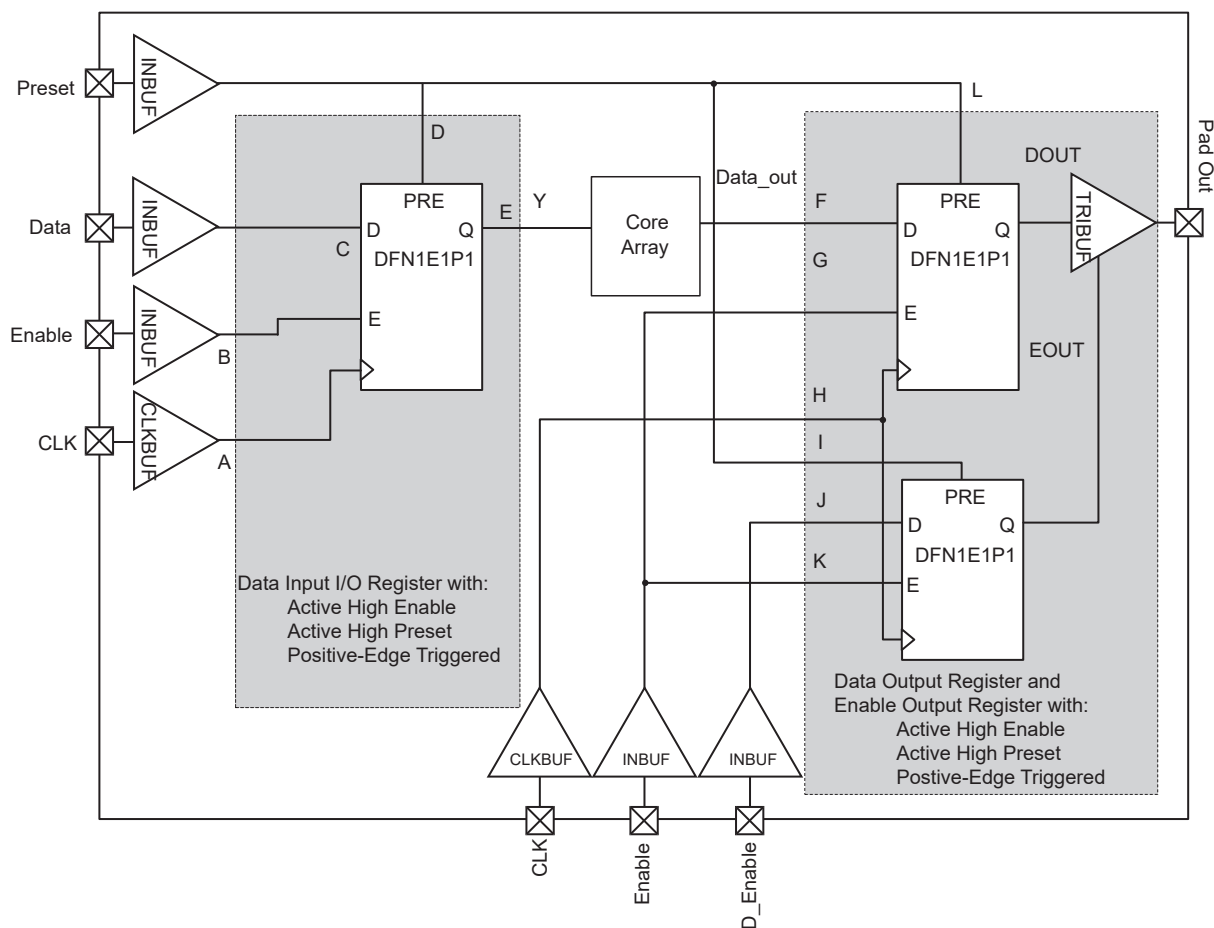 Preset
INBUF
L
D
Pad Out
DOUT
Data
INBUF
PRE
D
Q
DFN1E1P1
E
C
E
Y
Core
Array
Data_out
F
G
PRE
D
Q
DFN1E1P1
E
TRIBUF
EOUT
Enable
INBUF
B
CLK
CLKBUF
A
H
I
J
K
PRE
D
Q
DFN1E1P1
E
Data Input I/O Register with:
Active High Enable
Active High Preset
Positive-Edge Triggered
Data Output Register and
Enable Output Register with:
Active High Enable
Active High Preset
Postive-Edge Triggered
CLKBUF
INBUF
INBUF
CLK
Enable
D_Enable